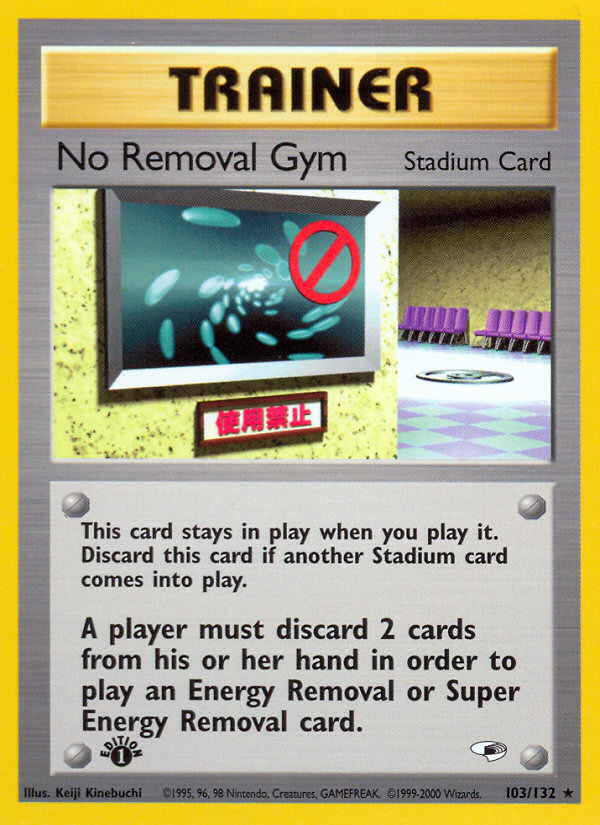 TRAINER
No Removal Gym
Stadium Card
使用禁止
This card stays in play when you play it.
Discard this card if another Stadium card
comes into play.
A player must discard 2 cards
from his or her hand in order to
play an Energy Removal or Super
Energy Removal card.
EDITION
1
Illus. Keiji Kinebuchi
©1995, 96, 98 Nintendo, Creatures, GAMEFREAK. ©1999-2000 Wizards.
103/132 ★